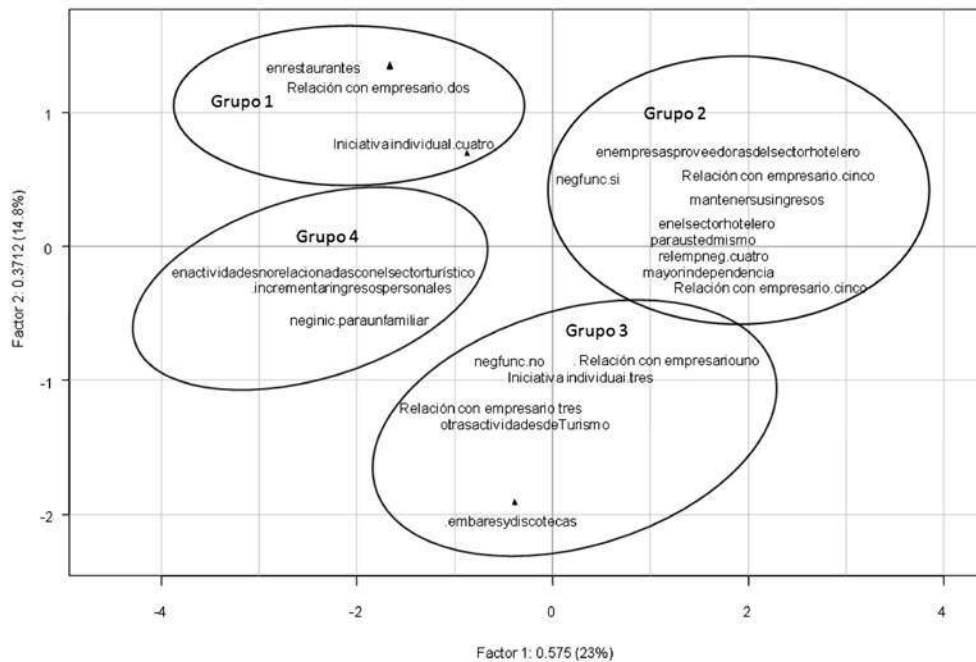 enrestaurantes
Relación con empresario.dos
Grupo 1
Iniciativa individual.cuatro
Grupo 2
enempresasproveedorasdelsectorhotelero
negfunc.si
Relación con empresario.cinco
mantenersusingresos
enelsectorhotelero
paraustedmismo
relempneg.cuatro
mayorindependencia
Relación con empresario.cinco
Grupo 4
enactividadesnorelacionadasconelsectorturístico
.incrementaringresospersonales
neginic.paraunfamiliar
Grupo 3
negfunc.no
.Relación con empresariouno
Iniciativa individual.tres
Relación con empresario.tres
otrasactividadesdeTurismo
.embaresydiscotecas
Factor 2: 0.3712 (14.8%)
1
0
-1
-2
-4
-2
0
2
4
Factor 1: 0.575 (23%)